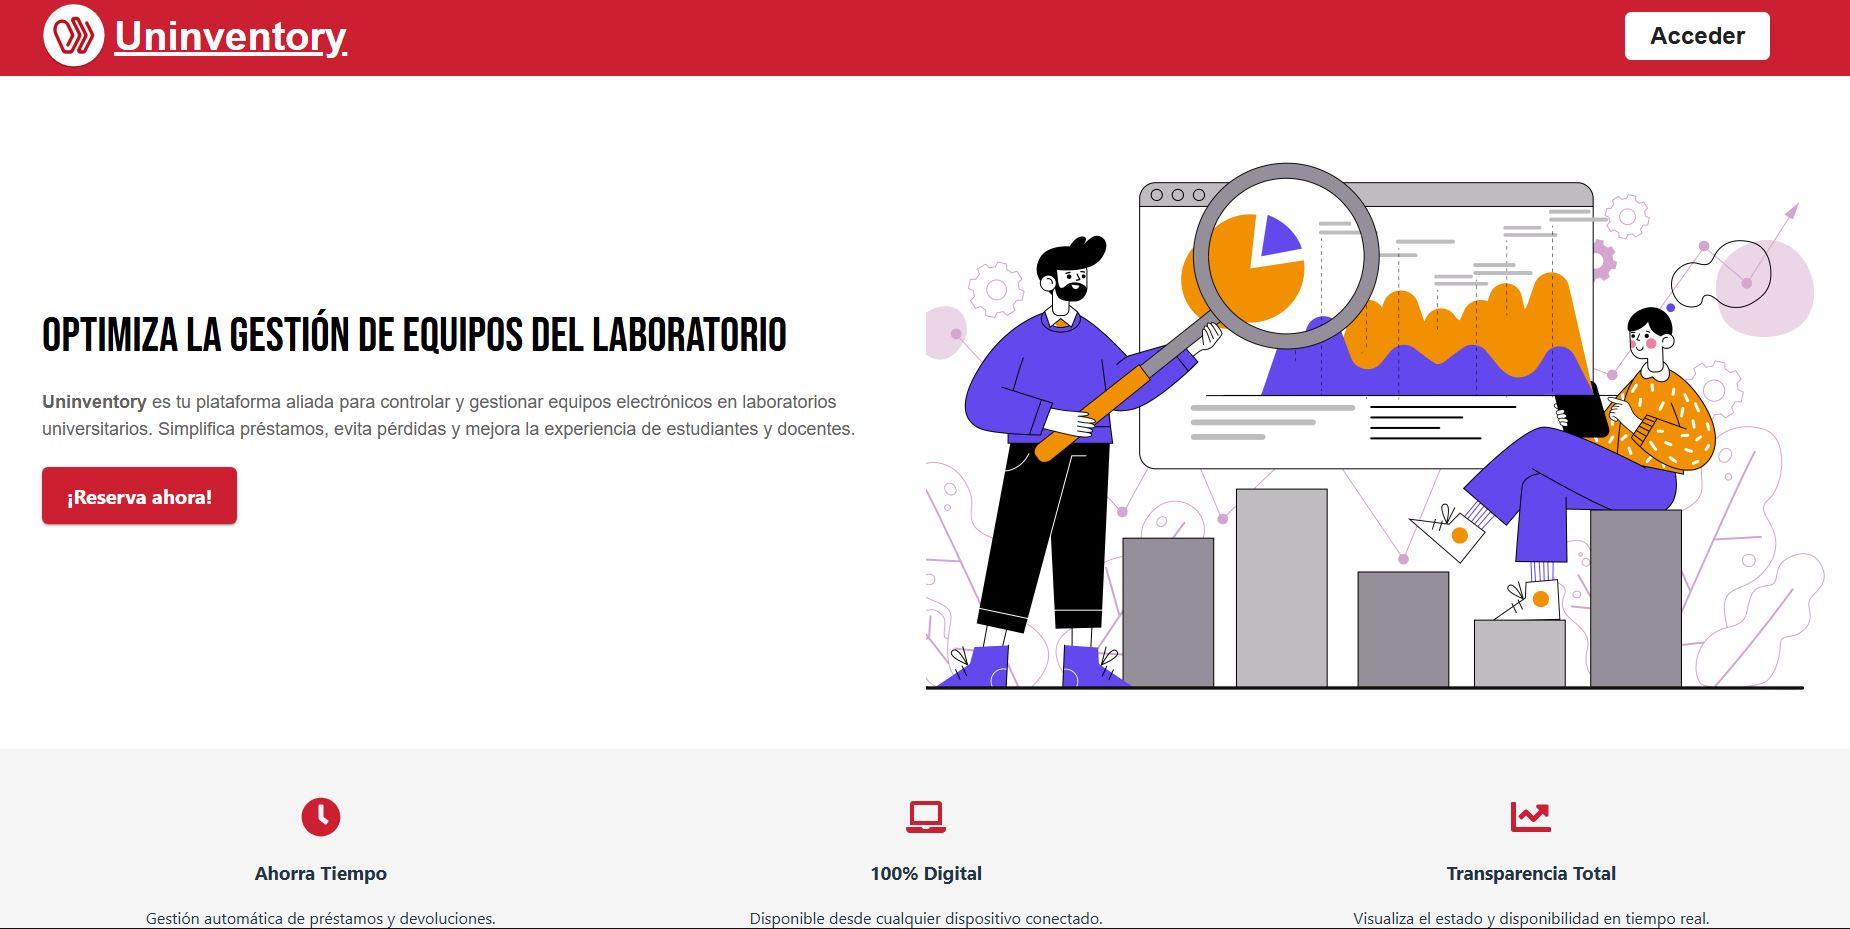 Uninventory
Acceder
OPTIMIZA LA GESTIÓN DE EQUIPOS DEL LABORATORIO
Uninventory es tu plataforma aliada para controlar y gestionar equipos electrónicos en laboratorios
universitarios. Simplifica préstamos, evita pérdidas y mejora la experiencia de estudiantes y docentes.
¡Reserva ahora!
Ahorra Tiempo
100% Digital
Transparencia Total
Gestión automática de préstamos y devoluciones.
Disponible desde cualquier dispositivo conectado.
Visualiza el estado y disponibilidad en tiempo real.